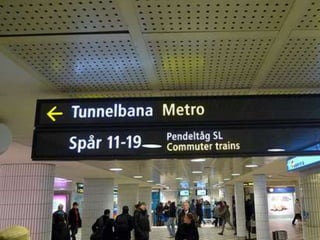 ← Tunnelbana Metro
Spår 11-19 Pendeltåg SL
Commuter trains